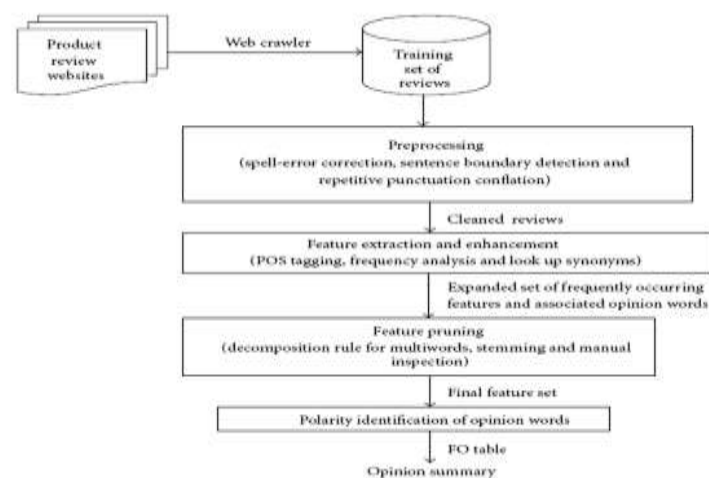 Product
review
websites
Web crawler
Training
set of
reviews
Preprocessing
(spell-error correction, sentence boundary detection and
repetitive punctuation conflation)
Cleaned reviews
Feature extraction and enhancement
(POS tagging, frequency analysis and look up synonyms)
Expanded set of frequently occurring
features and associated opinion words
Feature pruning
(decomposition rule for multiwords, stemming and manual
inspection)
Final feature set
Polarity identification of opinion words
FO table
Opinion summary